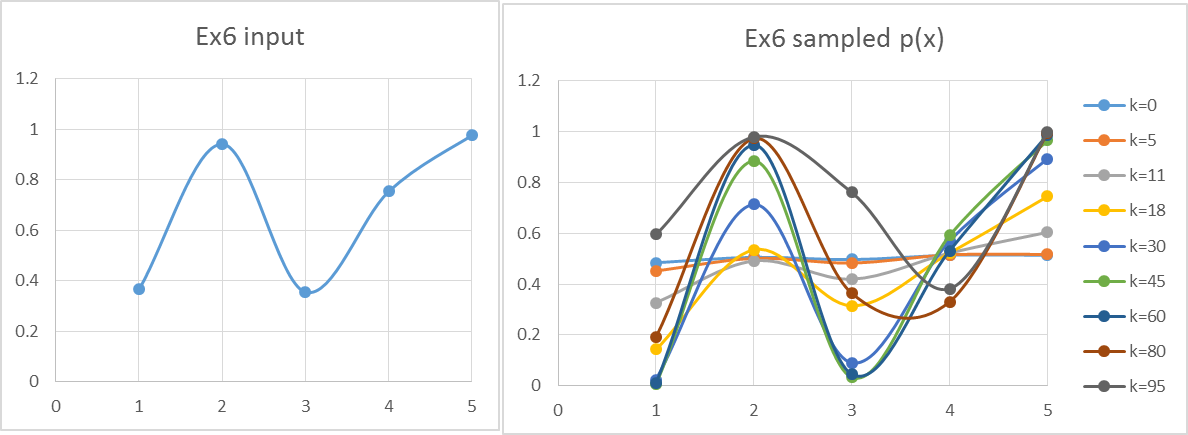 Ex6 input
1.2
1
0.8
0.6
0.4
0.2
0
0 1 2 3 4 5
Ex6 sampled p(x)
1.2
1
0.8
0.6
0.4
0.2
0
0 1 2 3 4 5
k=0
k=5
k=11
k=18
k=30
k=45
k=60
k=80
k=95